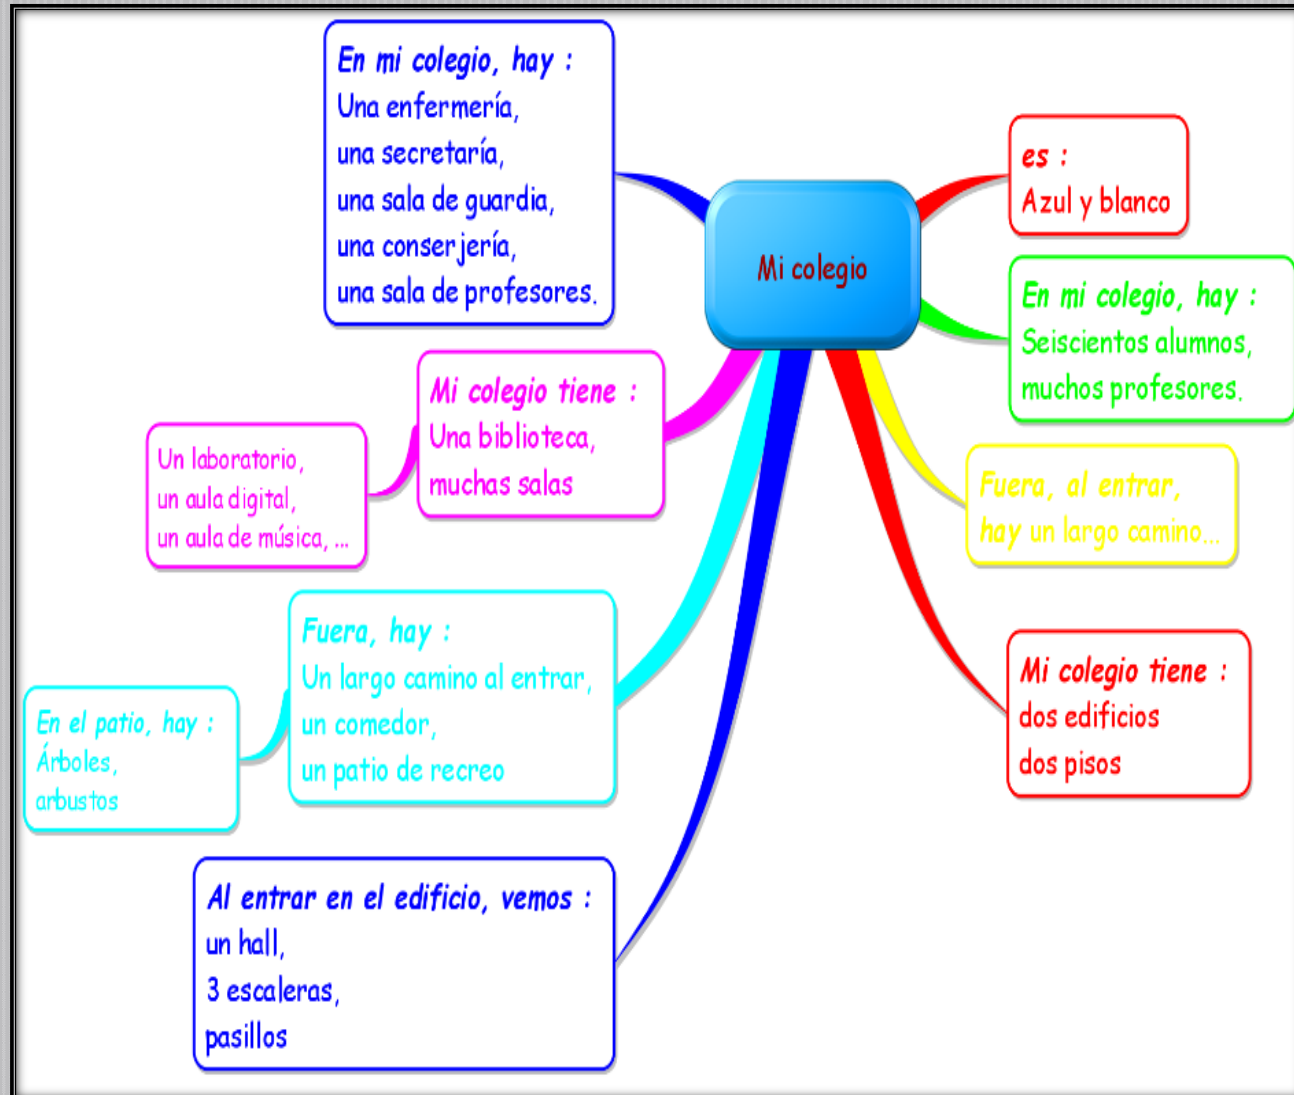 En mi colegio, hay :
Una enfermería,
una secretaría,
una sala de guardia,
una conserjería,
una sala de profesores.
Mi colegio
es :
Azul y blanco
En mi colegio, hay :
Seiscientos alumnos,
muchos profesores.
Mi colegio tiene :
Una biblioteca,
muchas salas
Un laboratorio,
un aula digital,
un aula de música, ...
Fuera, al entrar,
hay un largo camino...
Fuera, hay :
Un largo camino al entrar,
un comedor,
un patio de recreo
En el patio, hay :
Árboles,
arbustos
Mi colegio tiene :
dos edificios
dos pisos
Al entrar en el edificio, vemos :
un hall,
3 escaleras,
pasillos